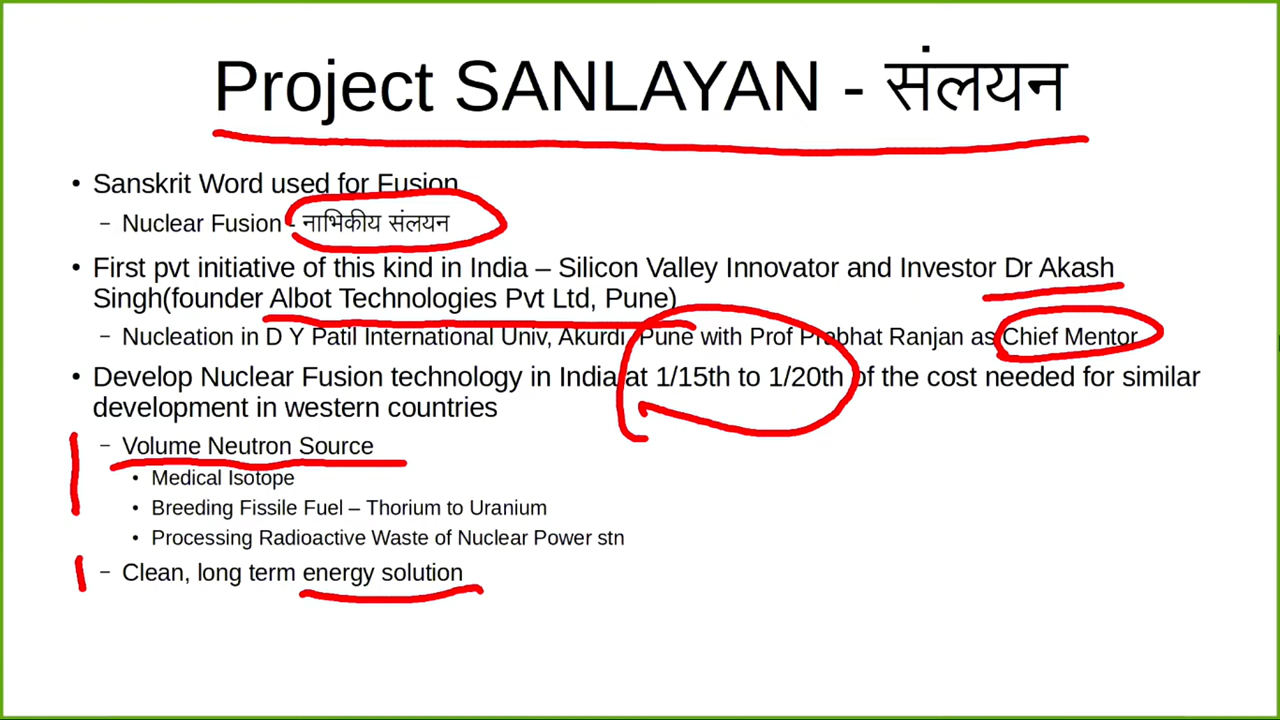 Project SANLAYAN - संलयन
• Sanskrit Word used for Fusion
– Nuclear Fusion - नाभिकीय संलयन
• First pvt initiative of this kind in India – Silicon Valley Innovator and Investor Dr Akash
Singh(founder Albot Technologies Pvt Ltd, Pune)
– Nucleation in D Y Patil International Univ, Akurdi, Pune with Prof Prabhat Ranjan as Chief Mentor
• Develop Nuclear Fusion technology in India at 1/15th to 1/20th of the cost needed for similar
development in western countries
– Volume Neutron Source
• Medical Isotope
• Breeding Fissile Fuel – Thorium to Uranium
• Processing Radioactive Waste of Nuclear Power stn
– Clean, long term energy solution